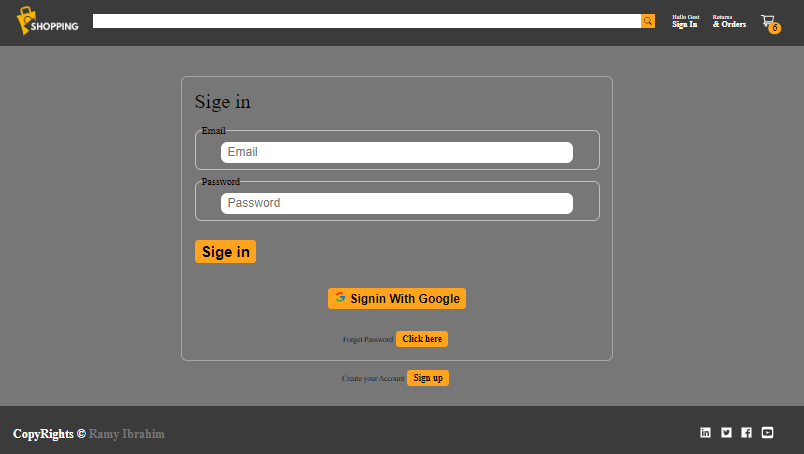 SHOPPING
Hello Gest
Sign In
Returns
& Orders
6
Sige in
Email
Email
Password
Password
Sige in
Signin With Google
Forget Password Click here
Create your Account Sign up
CopyRights © Ramy Ibrahim